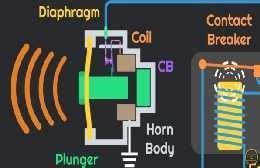 Diaphragm
Coil
Contact
Breaker
CB
Horn
Body
Plunger